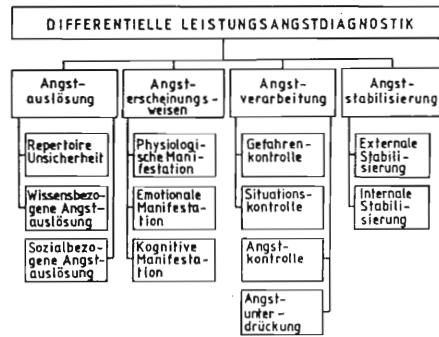 DIFFERENTIELLE LEISTUNGSANGSTDIAGNOSTIK
Angst-
auslösung
Repertoire
Unsicherheit
Wissensbezo-
gene Angst-
auslösung
Sozialbezo-
gene Angst-
auslösung
Angst-
erscheinungs-
weisen
Physiologi-
sche Mani-
festation
Emotionale
Manifesta-
tion
Kognitive
Manifesta-
tion
Angst-
verarbeitung
Gefahren-
kontrolle
Situations-
kontrolle
Angst-
kontrolle
Angst-
unter-
drückung
Angst-
stabilisierung
Externale
Stabili-
sierung
Internale
Stabili-
sierung